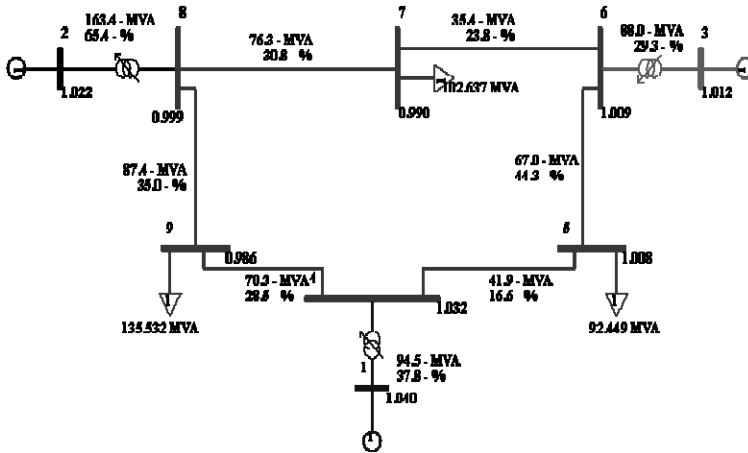 163.4 - MVA
65.4 - %
2
8
7
6
3
35.4 - MVA
23.8 - %
88.0 - MVA
29.3 - %
76.3 - MVA
30.8 - %
102.637 MVA
1.022
0.999
0.990
1.009
1.012
87.4 - MVA
35.0 - %
67.0 - MVA
44.3 %
9
5
0.986
1.008
70.3 - MVA
28.6 %
4
41.9 - MVA
16.6 %
1
1
1.032
135.532 MVA
92.449 MVA
1
94.5 - MVA
37.8 - %
1.040